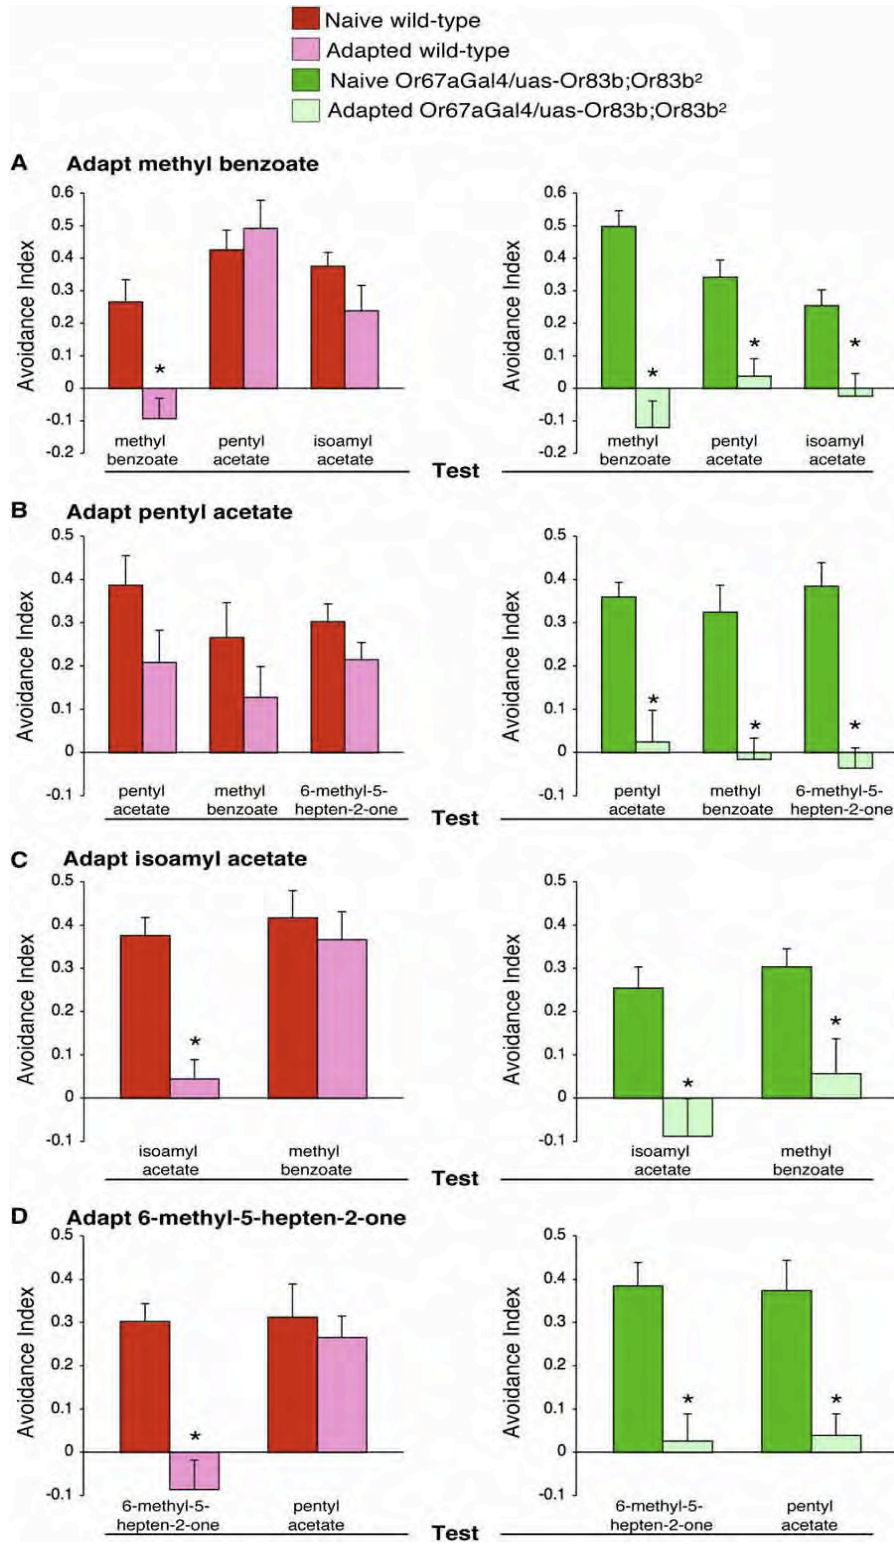 Naive wild-type
Adapted wild-type
Naive Or67aGal4/uas-Or83b;Or83b²
Adapted Or67aGal4/uas-Or83b;Or83b²
A Adapt methyl benzoate
Avoidance Index
0.6
0.5
0.4
0.3
0.2
0.1
0
-0.1
-0.2
*
methyl benzoate
pentyl acetate
isoamyl acetate
Avoidance Index
0.6
0.5
0.4
0.3
0.2
0.1
0
-0.1
-0.2
* * *
methyl benzoate
pentyl acetate
isoamyl acetate
Test
B Adapt pentyl acetate
Avoidance Index
0.5
0.4
0.3
0.2
0.1
0
-0.1
pentyl acetate
methyl benzoate
6-methyl-5-
hepten-2-one
Avoidance Index
0.5
0.4
0.3
0.2
0.1
0
-0.1
* * *
pentyl acetate
methyl benzoate
6-methyl-5-
hepten-2-one
Test
C Adapt isoamyl acetate
Avoidance Index
0.5
0.4
0.3
0.2
0.1
0
-0.1
*
isoamyl acetate
methyl benzoate
Avoidance Index
0.5
0.4
0.3
0.2
0.1
0
-0.1
* *
isoamyl acetate
methyl benzoate
Test
D Adapt 6-methyl-5-hepten-2-one
Avoidance Index
0.5
0.4
0.3
0.2
0.1
0
-0.1
*
6-methyl-5-
hepten-2-one
pentyl acetate
Avoidance Index
0.5
0.4
0.3
0.2
0.1
0
-0.1
* *
6-methyl-5-
hepten-2-one
pentyl acetate
Test